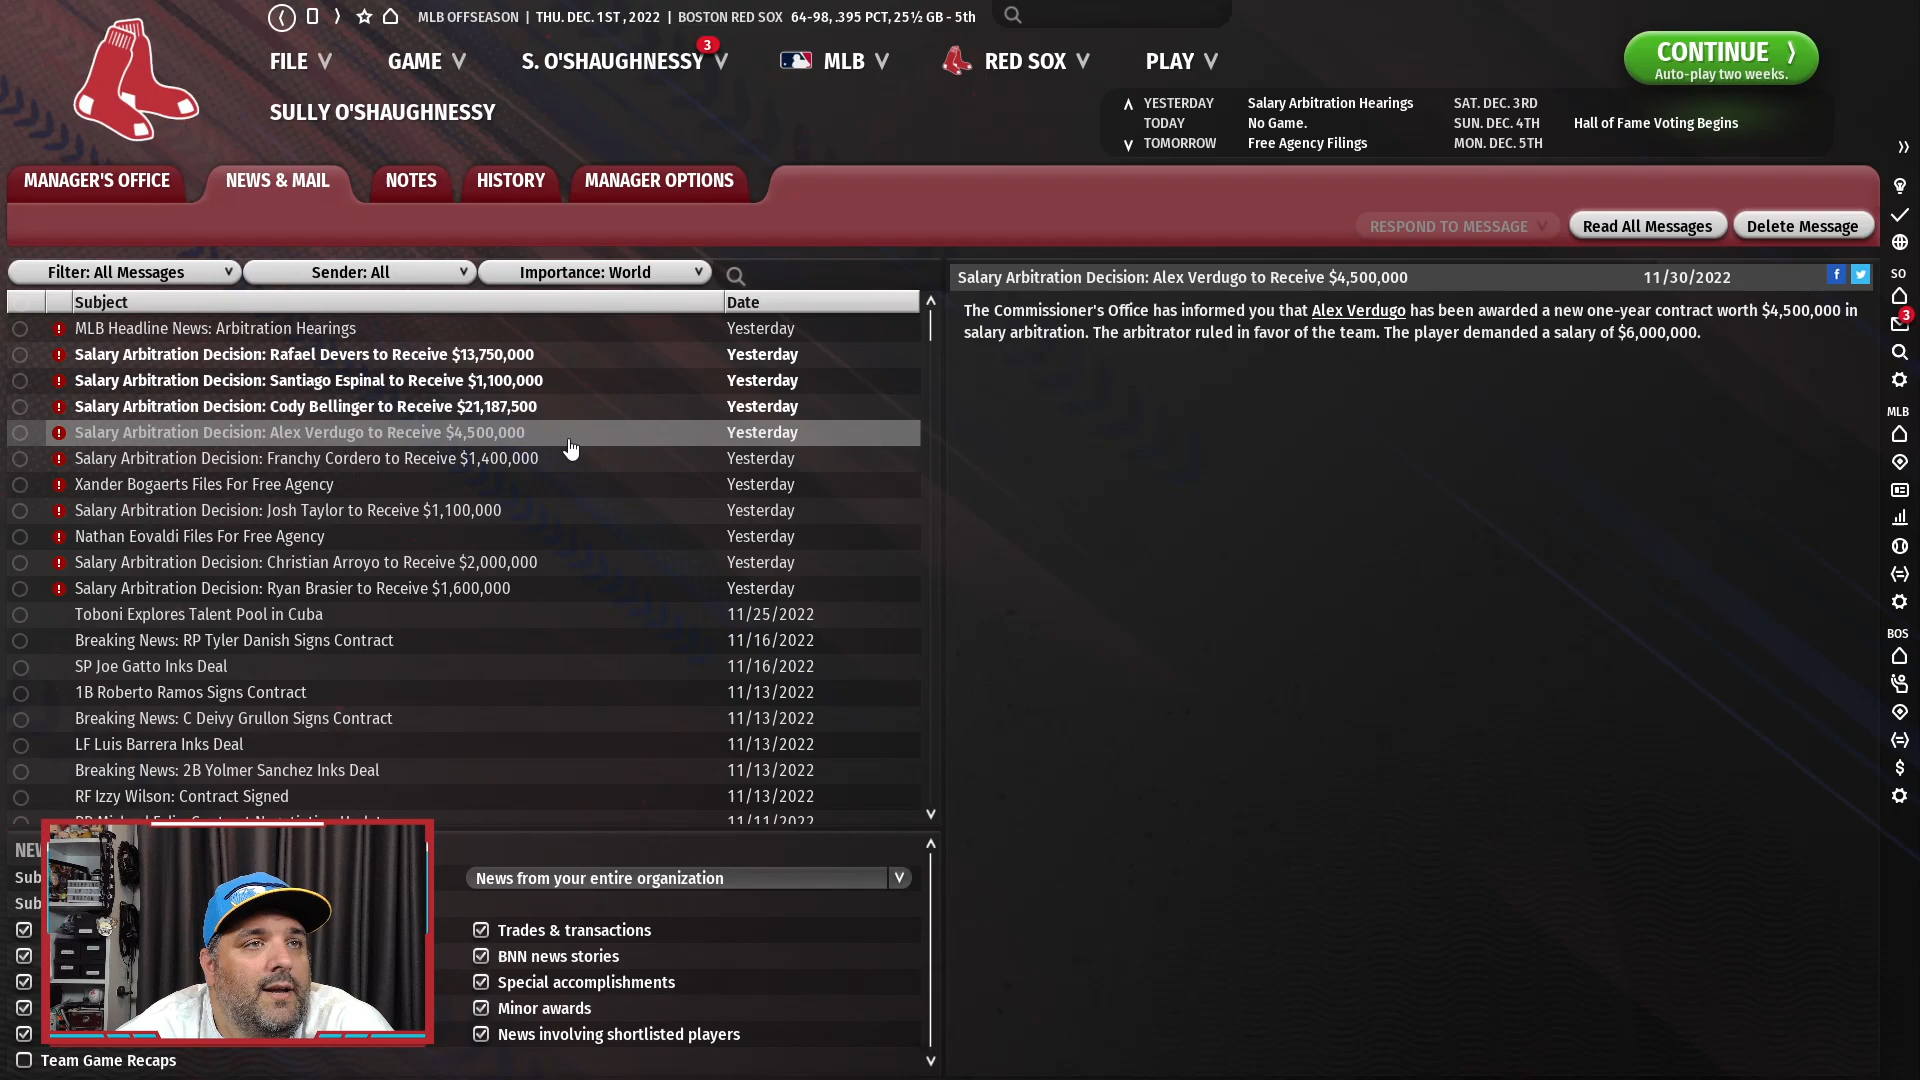 MLB OFFSEASON | THU. DEC. 1ST , 2022 | BOSTON RED SOX 64-98, .395 PCT, 25½ GB - 5th
FILE GAME S. O'SHAUGHNESSY 3 MLB RED SOX PLAY
CONTINUE
Auto-play two weeks.
SULLY O'SHAUGHNESSY
YESTERDAY Salary Arbitration Hearings SAT. DEC. 3RD
TODAY No Game. SUN. DEC. 4TH Hall of Fame Voting Begins
TOMORROW Free Agency Filings MON. DEC. 5TH
MANAGER'S OFFICE NEWS & MAIL NOTES HISTORY MANAGER OPTIONS
RESPOND TO MESSAGE Read All Messages Delete Message
Filter: All Messages Sender: All Importance: World
Subject Date
MLB Headline News: Arbitration Hearings Yesterday
Salary Arbitration Decision: Rafael Devers to Receive $13,750,000 Yesterday
Salary Arbitration Decision: Santiago Espinal to Receive $1,100,000 Yesterday
Salary Arbitration Decision: Cody Bellinger to Receive $21,187,500 Yesterday
Salary Arbitration Decision: Alex Verdugo to Receive $4,500,000 Yesterday
Salary Arbitration Decision: Franchy Cordero to Receive $1,400,000 Yesterday
Xander Bogaerts Files For Free Agency Yesterday
Salary Arbitration Decision: Josh Taylor to Receive $1,100,000 Yesterday
Nathan Eovaldi Files For Free Agency Yesterday
Salary Arbitration Decision: Christian Arroyo to Receive $2,000,000 Yesterday
Salary Arbitration Decision: Ryan Brasier to Receive $1,600,000 Yesterday
Toboni Explores Talent Pool in Cuba 11/25/2022
Breaking News: RP Tyler Danish Signs Contract 11/16/2022
SP Joe Gatto Inks Deal 11/16/2022
1B Roberto Ramos Signs Contract 11/13/2022
Breaking News: C Deivy Grullon Signs Contract 11/13/2022
LF Luis Barrera Inks Deal 11/13/2022
Breaking News: 2B Yolmer Sanchez Inks Deal 11/13/2022
RF Izzy Wilson: Contract Signed 11/13/2022
11/11/2022
Salary Arbitration Decision: Alex Verdugo to Receive $4,500,000 11/30/2022
The Commissioner's Office has informed you that Alex Verdugo has been awarded a new one-year contract worth $4,500,000 in
salary arbitration. The arbitrator ruled in favor of the team. The player demanded a salary of $6,000,000.
NEW
Sub
Sub
News from your entire organization
Trades & transactions
BNN news stories
Special accomplishments
Minor awards
News involving shortlisted players
Team Game Recaps
SO
3
MLB
BOS